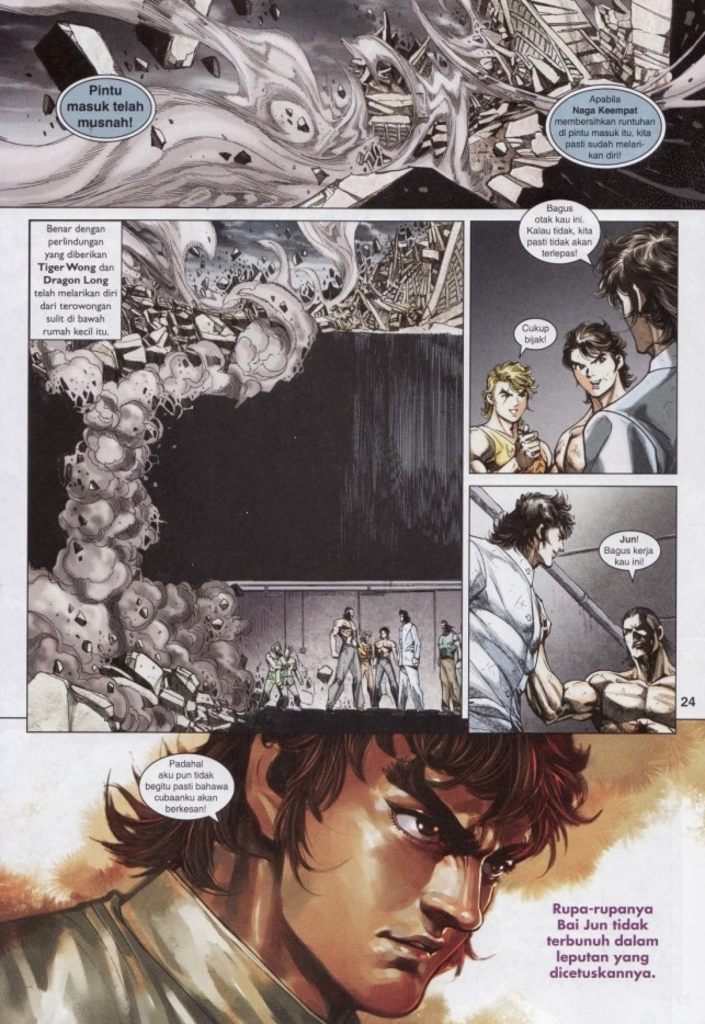 Pintu
masuk telah
musnah!
Apabila
Naga Keempat
membersihkan runtuhan
di pintu masuk itu, kita
pasti sudah melari-
kan diri!
Benar dengan
perlindungan
yang diberikan
Tiger Wong dan
Dragon Long
telah melarikan diri
dari terowongan
sulit di bawah
rumah kecil itu.
Bagus
otak kau ini.
Kalau tidak, kita
pasti tidak akan
terlepas!
Cukup
bijak!
Jun!
Bagus kerja
kau ini!
24
Padahal
aku pun tidak
begitu pasti bahawa
cubaanku akan
berkesan!
Rupa-rupanya
Bai Jun tidak
terbunuh dalam
leputan yang
dicetuskannya.